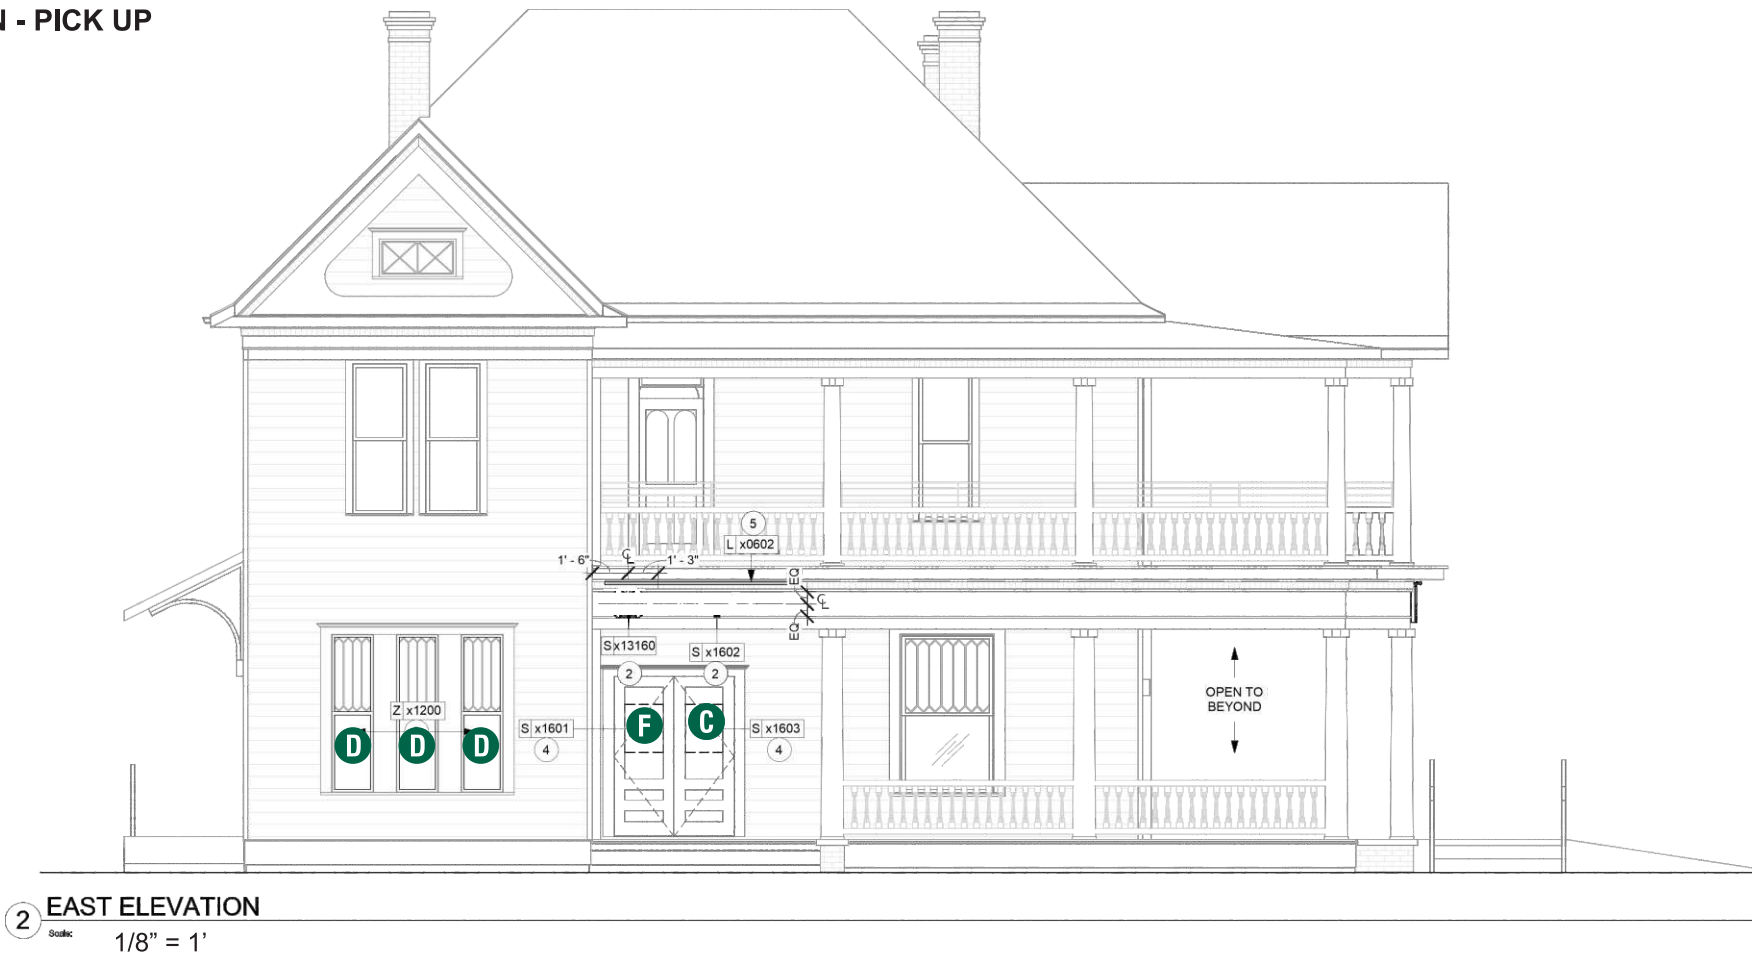 N - PICK UP
5
L x0602
1' - 6" ℄ 1' - 3"
EQ
℄
EQ
S x13160
2
S x1602
2
OPEN TO
BEYOND
Z x1200
S x1601
4
F
C
S x1603
4
D D D
2 EAST ELEVATION
Scale:
1/8” = 1’